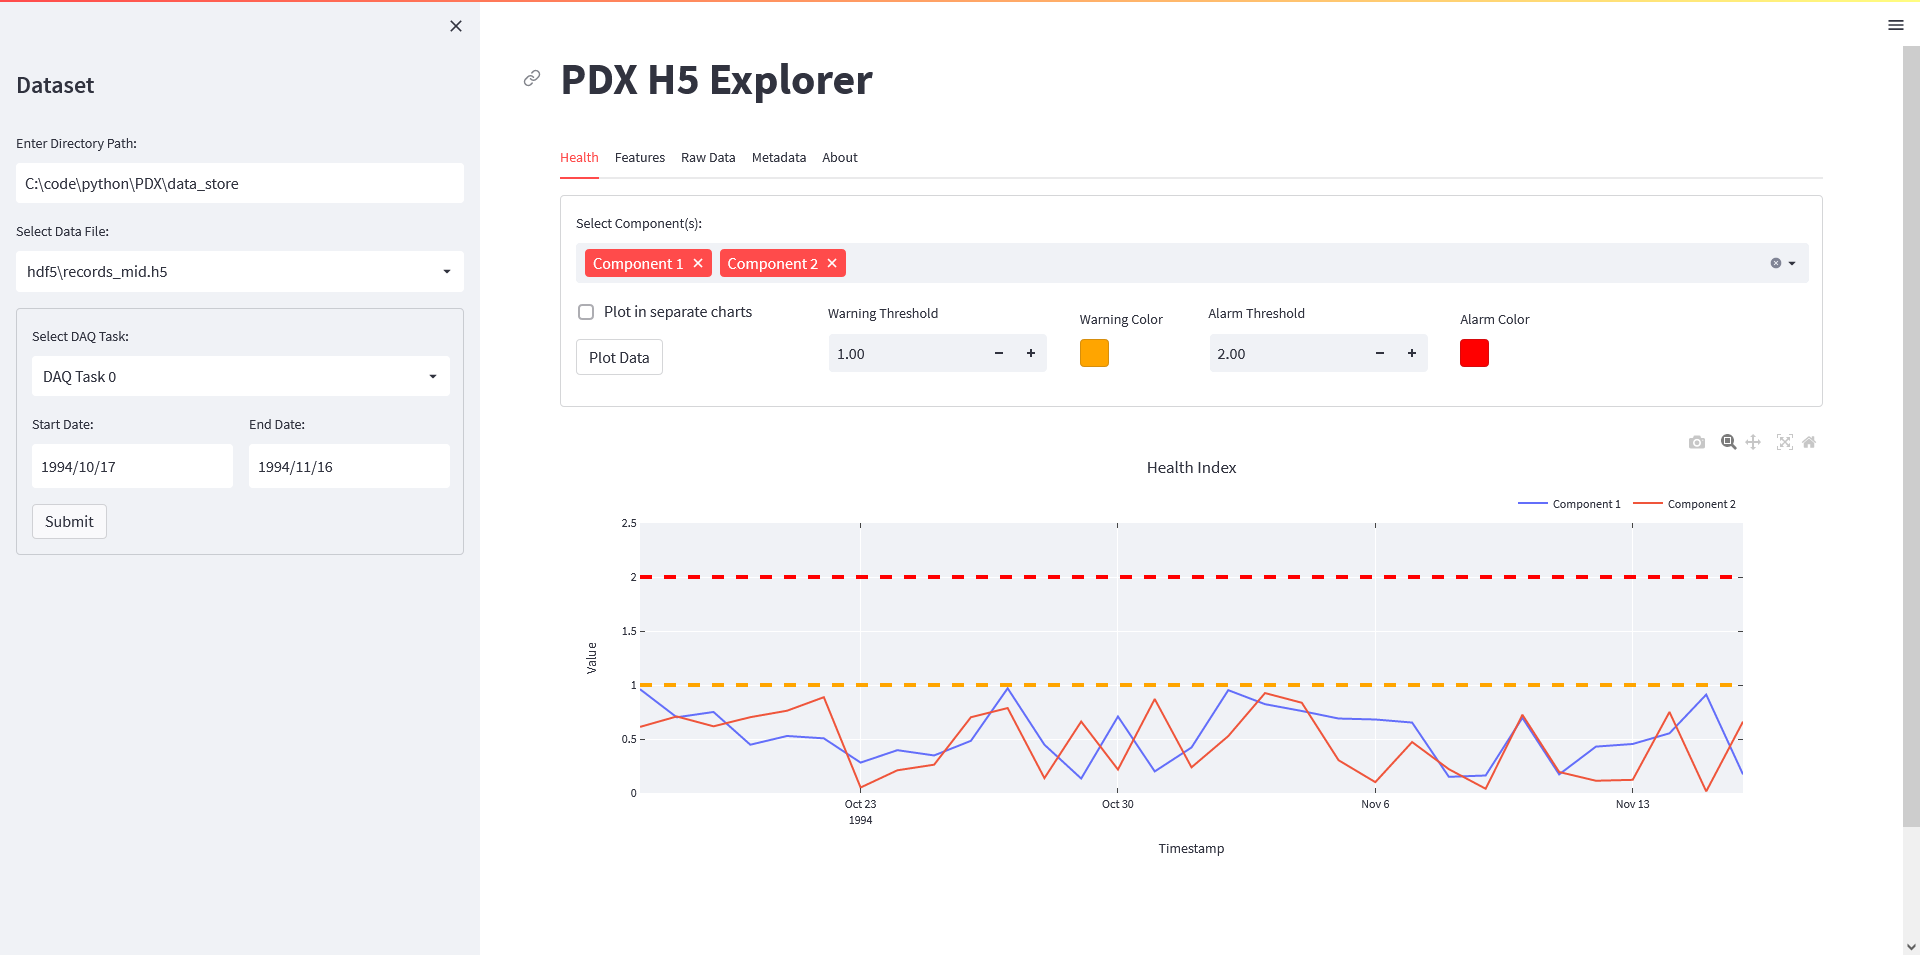 Dataset
Enter Directory Path:
C:\code\python\PDX\data_store
Select Data File:
hdf5\records_mid.h5
Select DAQ Task:
DAQ Task 0
Start Date: End Date:
1994/10/17 1994/11/16
Submit
PDX H5 Explorer
Health Features Raw Data Metadata About
Select Component(s):
Component 1 Component 2
Plot in separate charts
Plot Data
Warning Threshold
1.00
Warning Color
Alarm Threshold
2.00
Alarm Color
Health Index
Component 1 Component 2
2.5
2
1.5
1
0.5
0
Value
Oct 23 Oct 30 Nov 6 Nov 13
1994
Timestamp